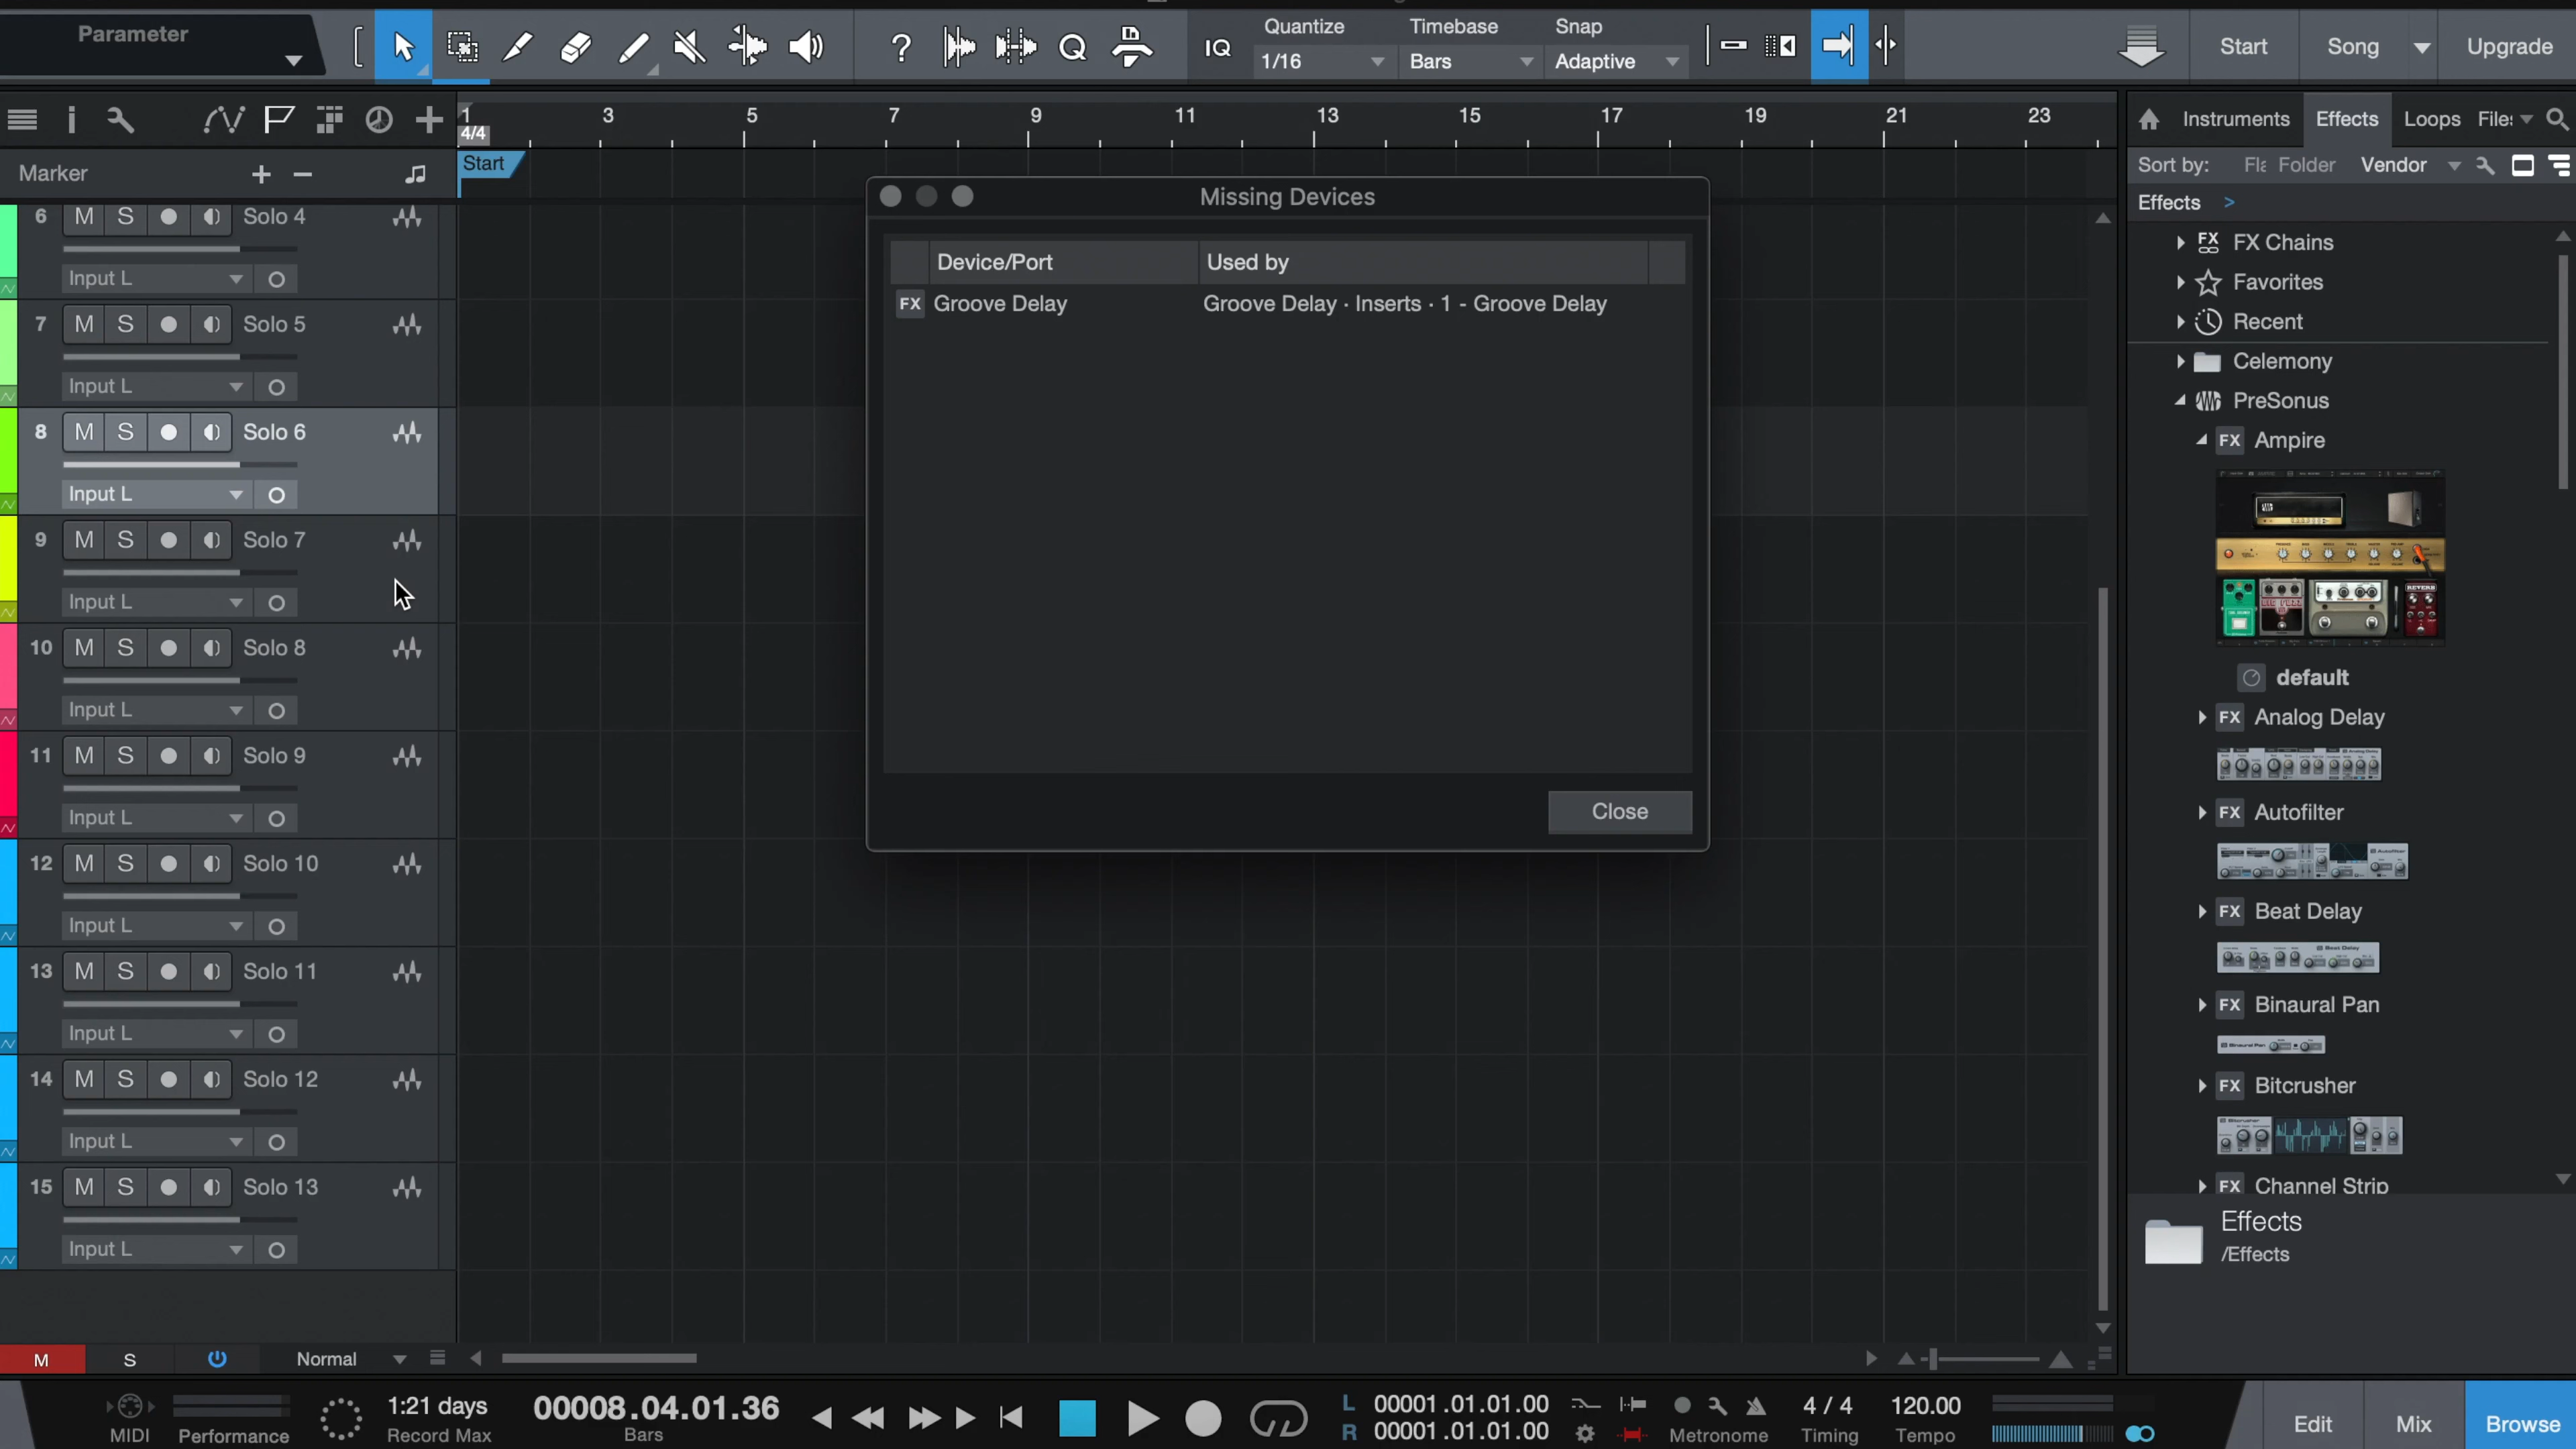 Parameter
IQ
Quantize
1/16
Timebase
Bars
Snap
Adaptive
Start
Song
Upgrade
1 3 5 7 9 11 13 15 17 19 21 23
4/4
Start
Marker
6 M S Solo 4
Input L
7 M S Solo 5
Input L
8 M S Solo 6
Input L
9 M S Solo 7
Input L
10 M S Solo 8
Input L
11 M S Solo 9
Input L
12 M S Solo 10
Input L
13 M S Solo 11
Input L
14 M S Solo 12
Input L
15 M S Solo 13
Input L
M S Normal
Missing Devices
Device/Port Used by
FX Groove Delay Groove Delay · Inserts · 1 - Groove Delay
Close
Instruments Effects Loops Files
Sort by: Fla Folder Vendor
Effects >
FX FX Chains
Favorites
Recent
Celemony
PreSonus
FX Ampire
default
FX Analog Delay
FX Autofilter
FX Beat Delay
FX Binaural Pan
FX Bitcrusher
FX Channel Strip
Effects
/Effects
MIDI
Performance
1:21 days
Record Max
00008.04.01.36
Bars
L 00001.01.01.00
R 00001.01.01.00
Metronome
4 / 4
Timing
120.00
Tempo
Edit
Mix
Browse